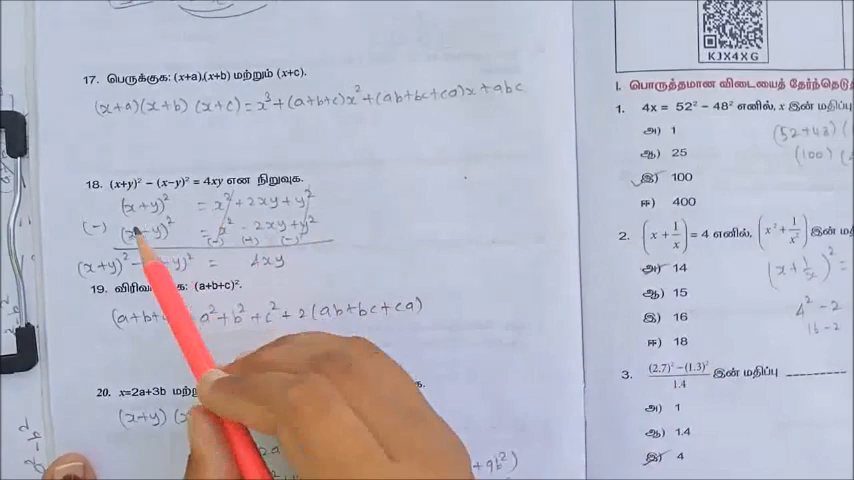 17. பெருக்குக: (x+a),(x+b) மற்றும் (x+c).
(x+a)(x+b) (x+c) = x³+(a+b+c)x²+(ab+bc+ca)x+abc
18. (x+y)² – (x–y)² = 4xy என நிறுவுக.
(x+y)² = x² + 2xy + y²
(–) = x² - 2xy + y²
(–) (+) (–)
(x+y)² = 4xy
19. (a+b+c)².
a²+b²+c²+2(ab+bc+ca)
20. x=2a+3b
(x+y)
+9b²)
KJX4XG
I. பொருத்தமான விடையைத்
1. 4x = 52² – 48² எனில், x இன் மதிப்பு
(52+48)
(100)
அ) 1
ஆ) 25
இ) 100
ஈ) 400
2. (x + 1/x) = 4 எனில், (x² + 1/x²) இன்
அ) 14
(x + 1/x)² =
ஆ) 15
4² – 2
இ) 16
16 – 2
ஈ) 18
3. (2.7)² – (1.3)² / 1.4 இன் மதிப்பு __________
அ) 1
ஆ) 1.4
இ) 4